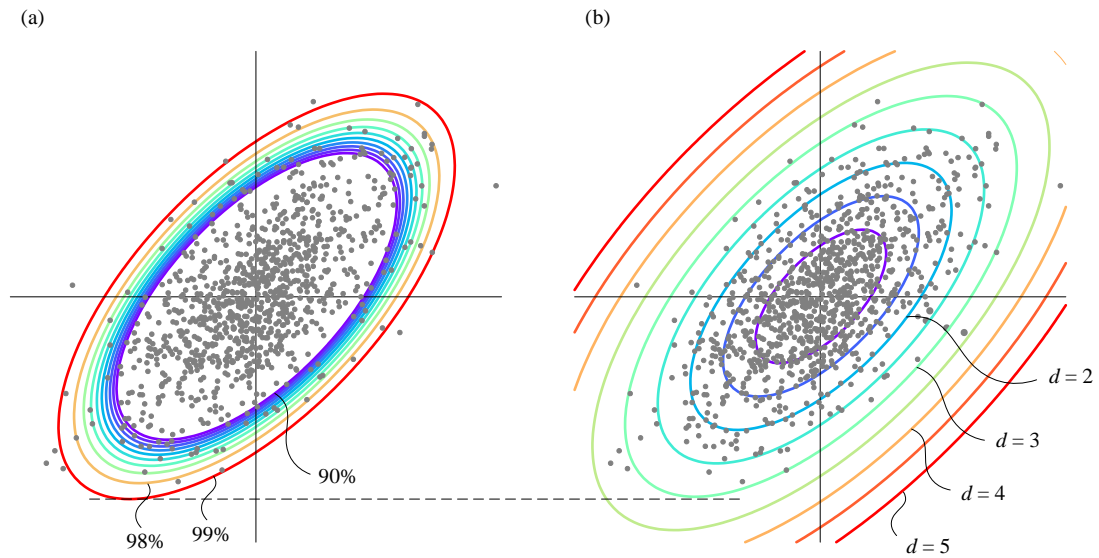 (a)
(b)
d = 2
d = 3
90%
d = 4
99%
98%
d = 5